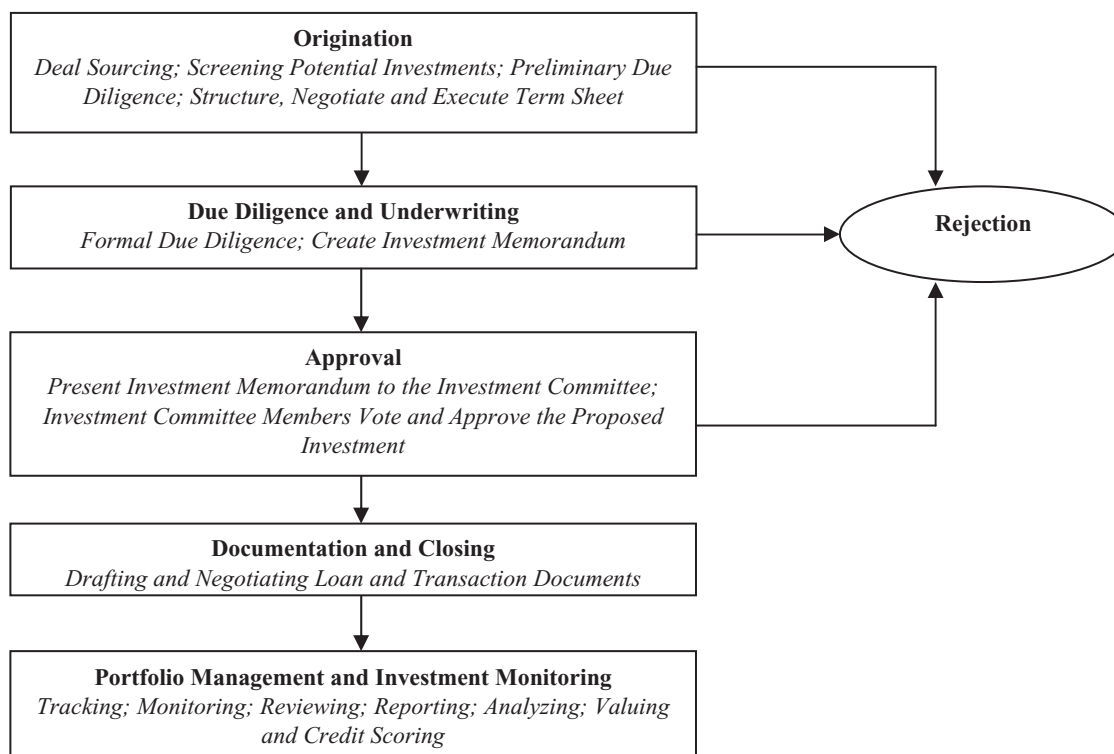 Origination
Deal Sourcing; Screening Potential Investments; Preliminary Due
Diligence; Structure, Negotiate and Execute Term Sheet
Due Diligence and Underwriting
Formal Due Diligence; Create Investment Memorandum
Rejection
Approval
Present Investment Memorandum to the Investment Committee;
Investment Committee Members Vote and Approve the Proposed
Investment
Documentation and Closing
Drafting and Negotiating Loan and Transaction Documents
Portfolio Management and Investment Monitoring
Tracking; Monitoring; Reviewing; Reporting; Analyzing; Valuing
and Credit Scoring